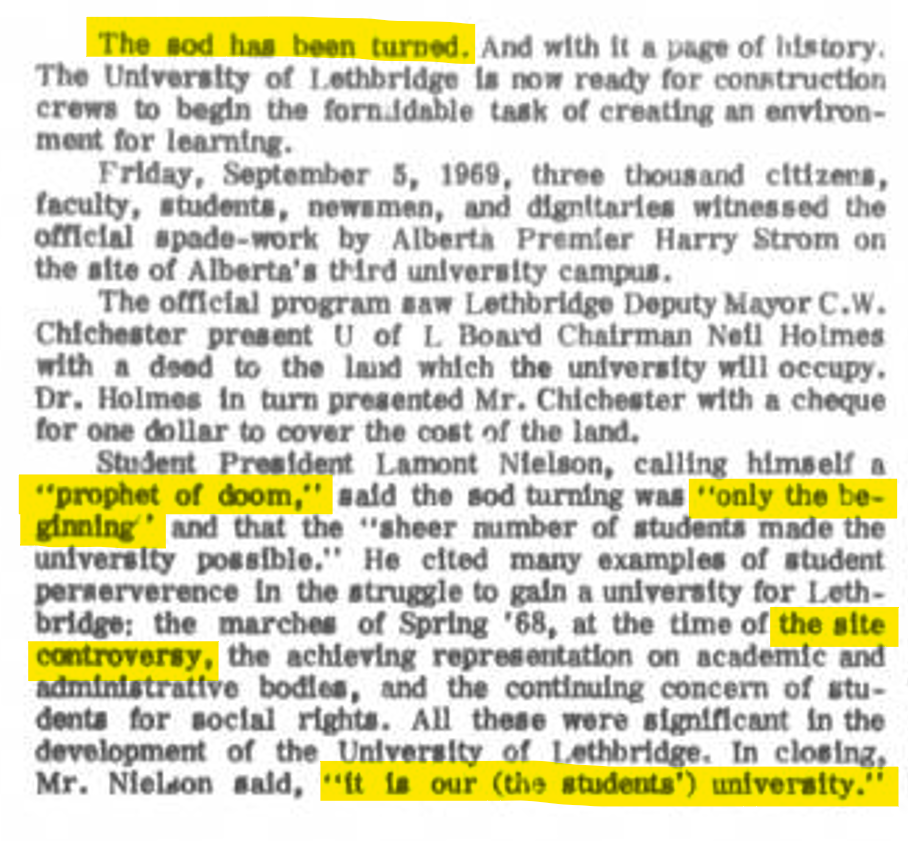 The sod has been turned. And with it a page of history.
The University of Lethbridge is now ready for construction
crews to begin the formidable task of creating an environ-
ment for learning.
Friday, September 5, 1969, three thousand citizens,
faculty, students, newsmen, and dignitaries witnessed the
official spade-work by Alberta Premier Harry Strom on
the site of Alberta's third university campus.
The official program saw Lethbridge Deputy Mayor C.W.
Chichester present U of L Board Chairman Neil Holmes
with a deed to the land which the university will occupy.
Dr. Holmes in turn presented Mr. Chichester with a cheque
for one dollar to cover the cost of the land.
Student President Lamont Nielson, calling himself a
"prophet of doom," said the sod turning was "only the be-
ginning" and that the "sheer number of students made the
university possible." He cited many examples of student
perserverence in the struggle to gain a university for Leth-
bridge; the marches of Spring '68, at the time of the site
controversy, the achieving representation on academic and
administrative bodies, and the continuing concern of stu-
dents for social rights. All these were significant in the
development of the University of Lethbridge. In closing,
Mr. Nielson said, "it is our (the students') university."